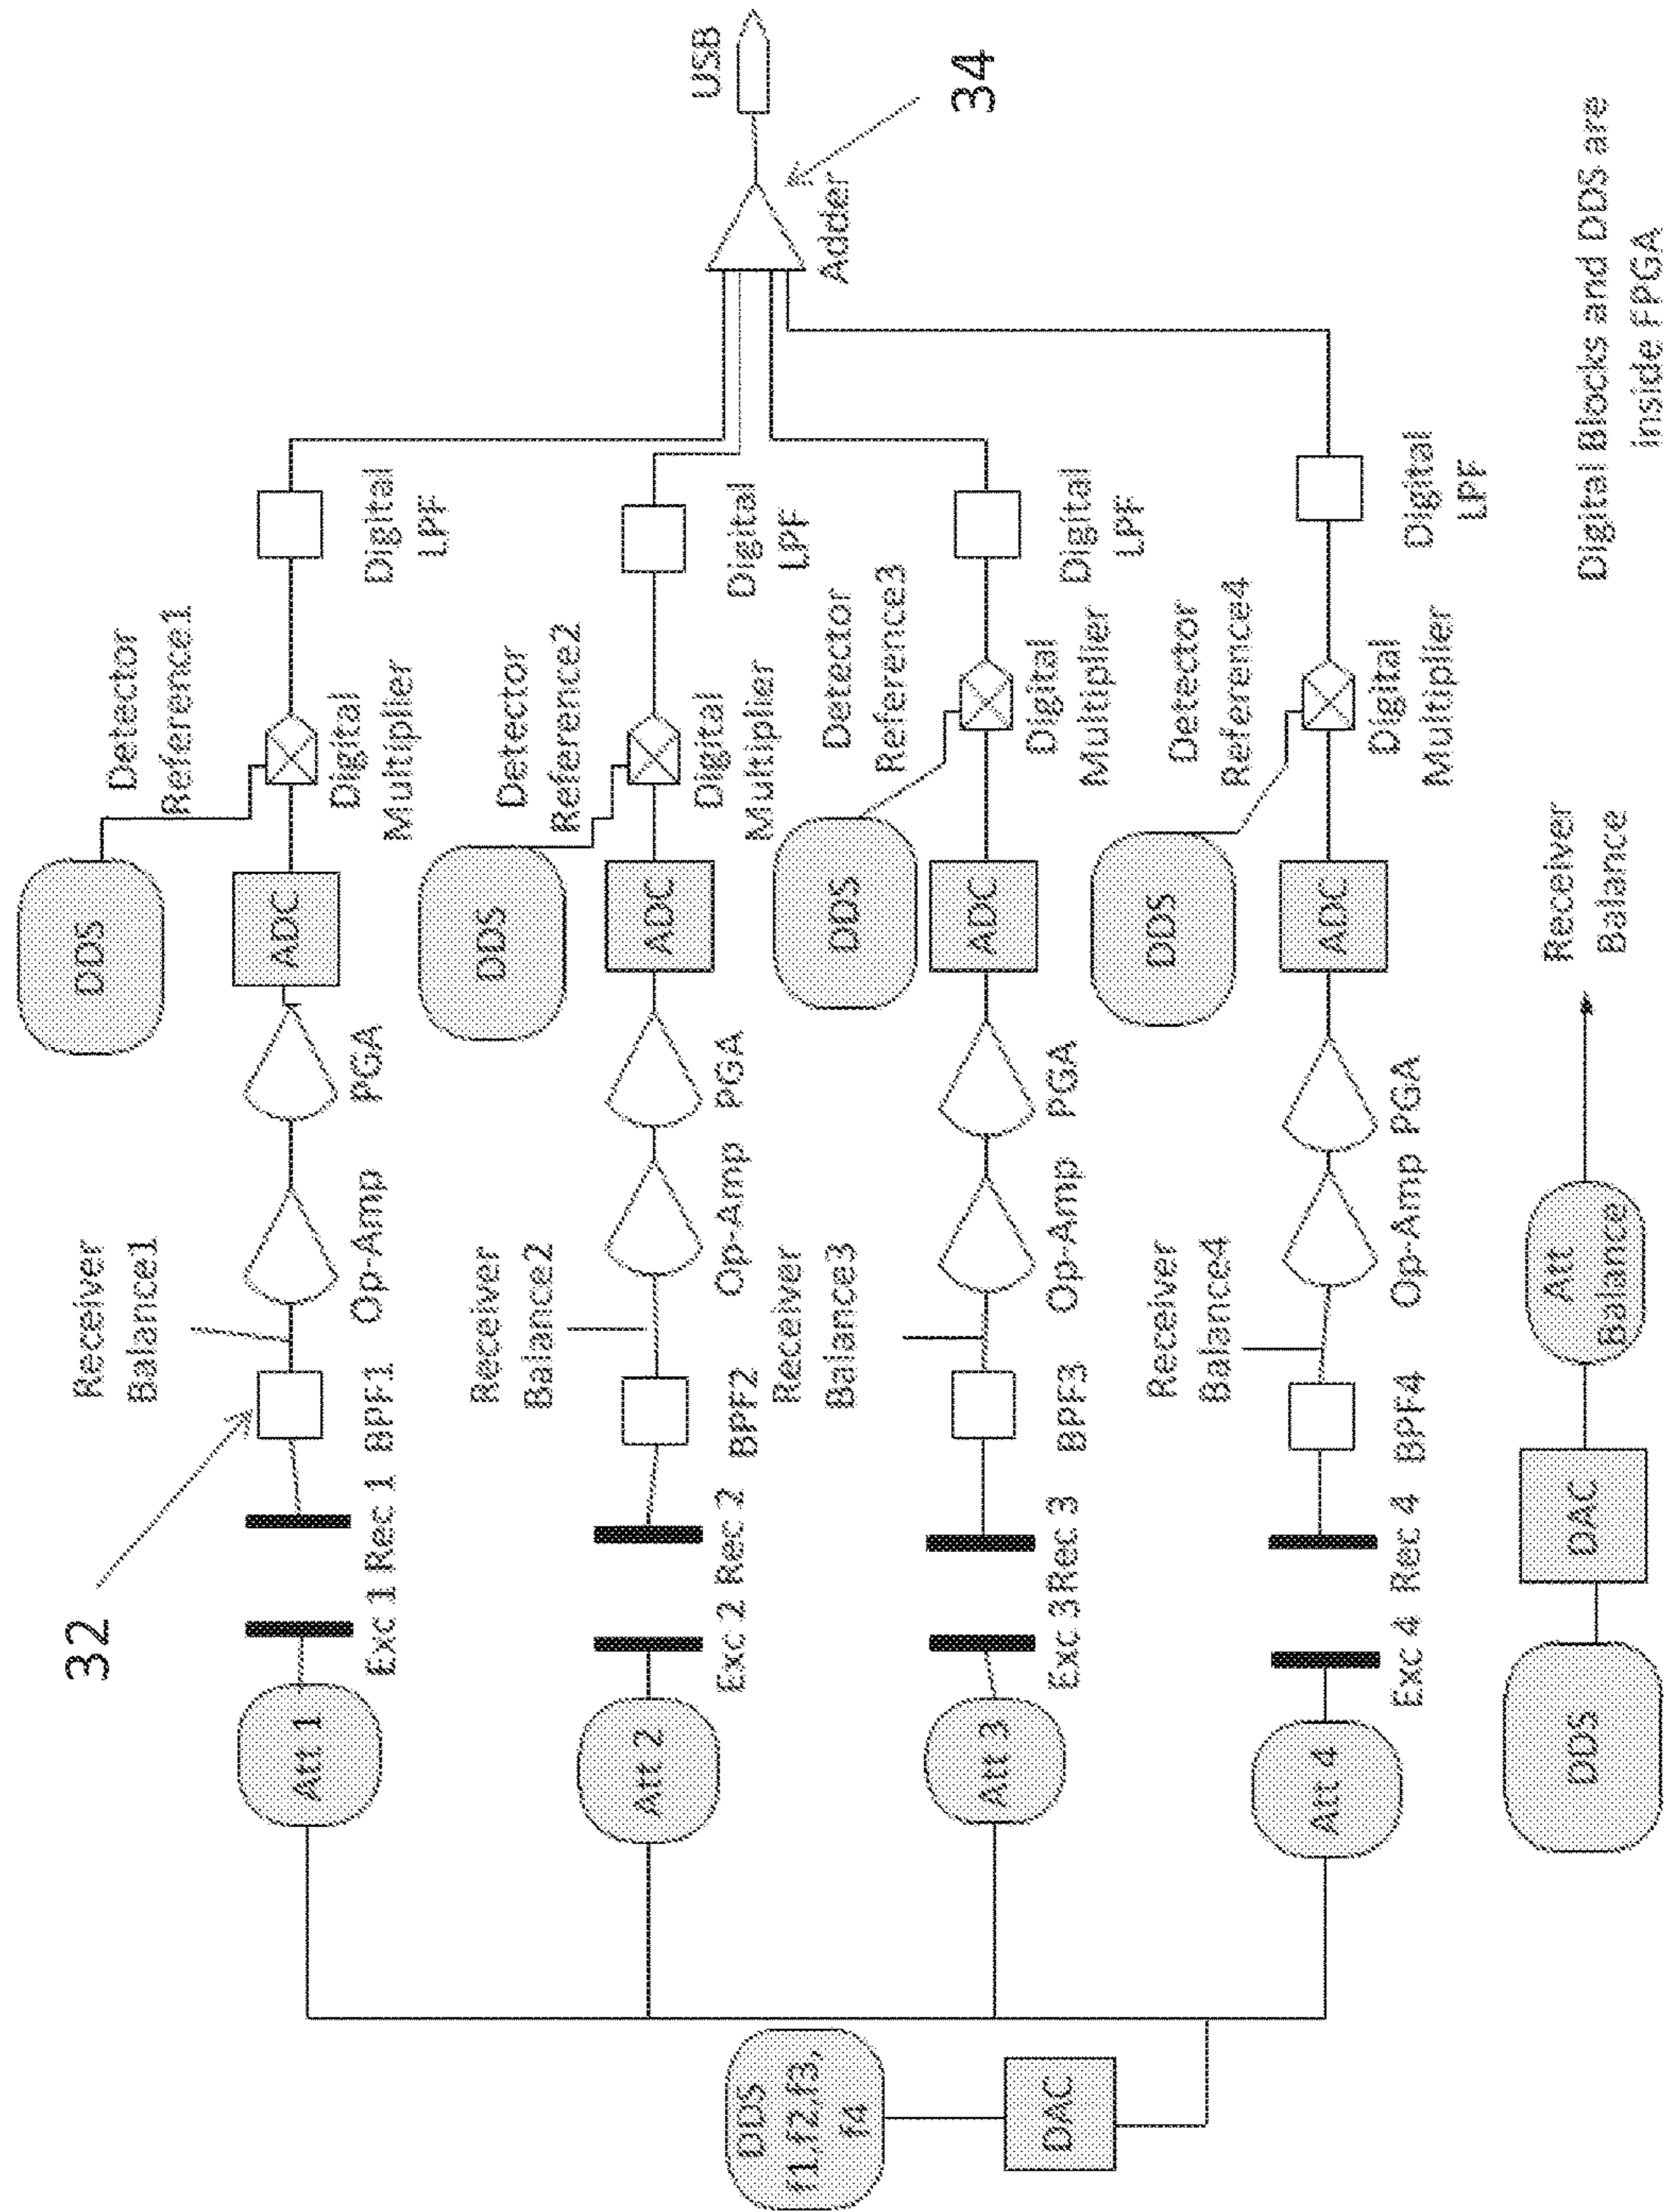 DDS
f1,f2,f3,
f4
DAC
Att 1
Exc 1
Rec 1
BPF1
32
Receiver
Balance1
Op-Amp
PGA
ADC
DDS
Detector
Reference1
Digital
Multiplier
Digital
LPF
Att 2
Exc 2
Rec 2
BPF2
Receiver
Balance2
Op-Amp
PGA
ADC
DDS
Detector
Reference2
Digital
Multiplier
Digital
LPF
Att 3
Exc 3
Rec 3
BPF3
Receiver
Balance3
Op-Amp
PGA
ADC
DDS
Detector
Reference3
Digital
Multiplier
Digital
LPF
Att 4
Exc 4
Rec 4
BPF4
Receiver
Balance4
Op-Amp
PGA
ADC
DDS
Detector
Reference4
Digital
Multiplier
Digital
LPF
Adder
34
USB
DDS
DAC
Att
Balance
Receiver
Balance
Digital Blocks and DDS are
inside FPGA